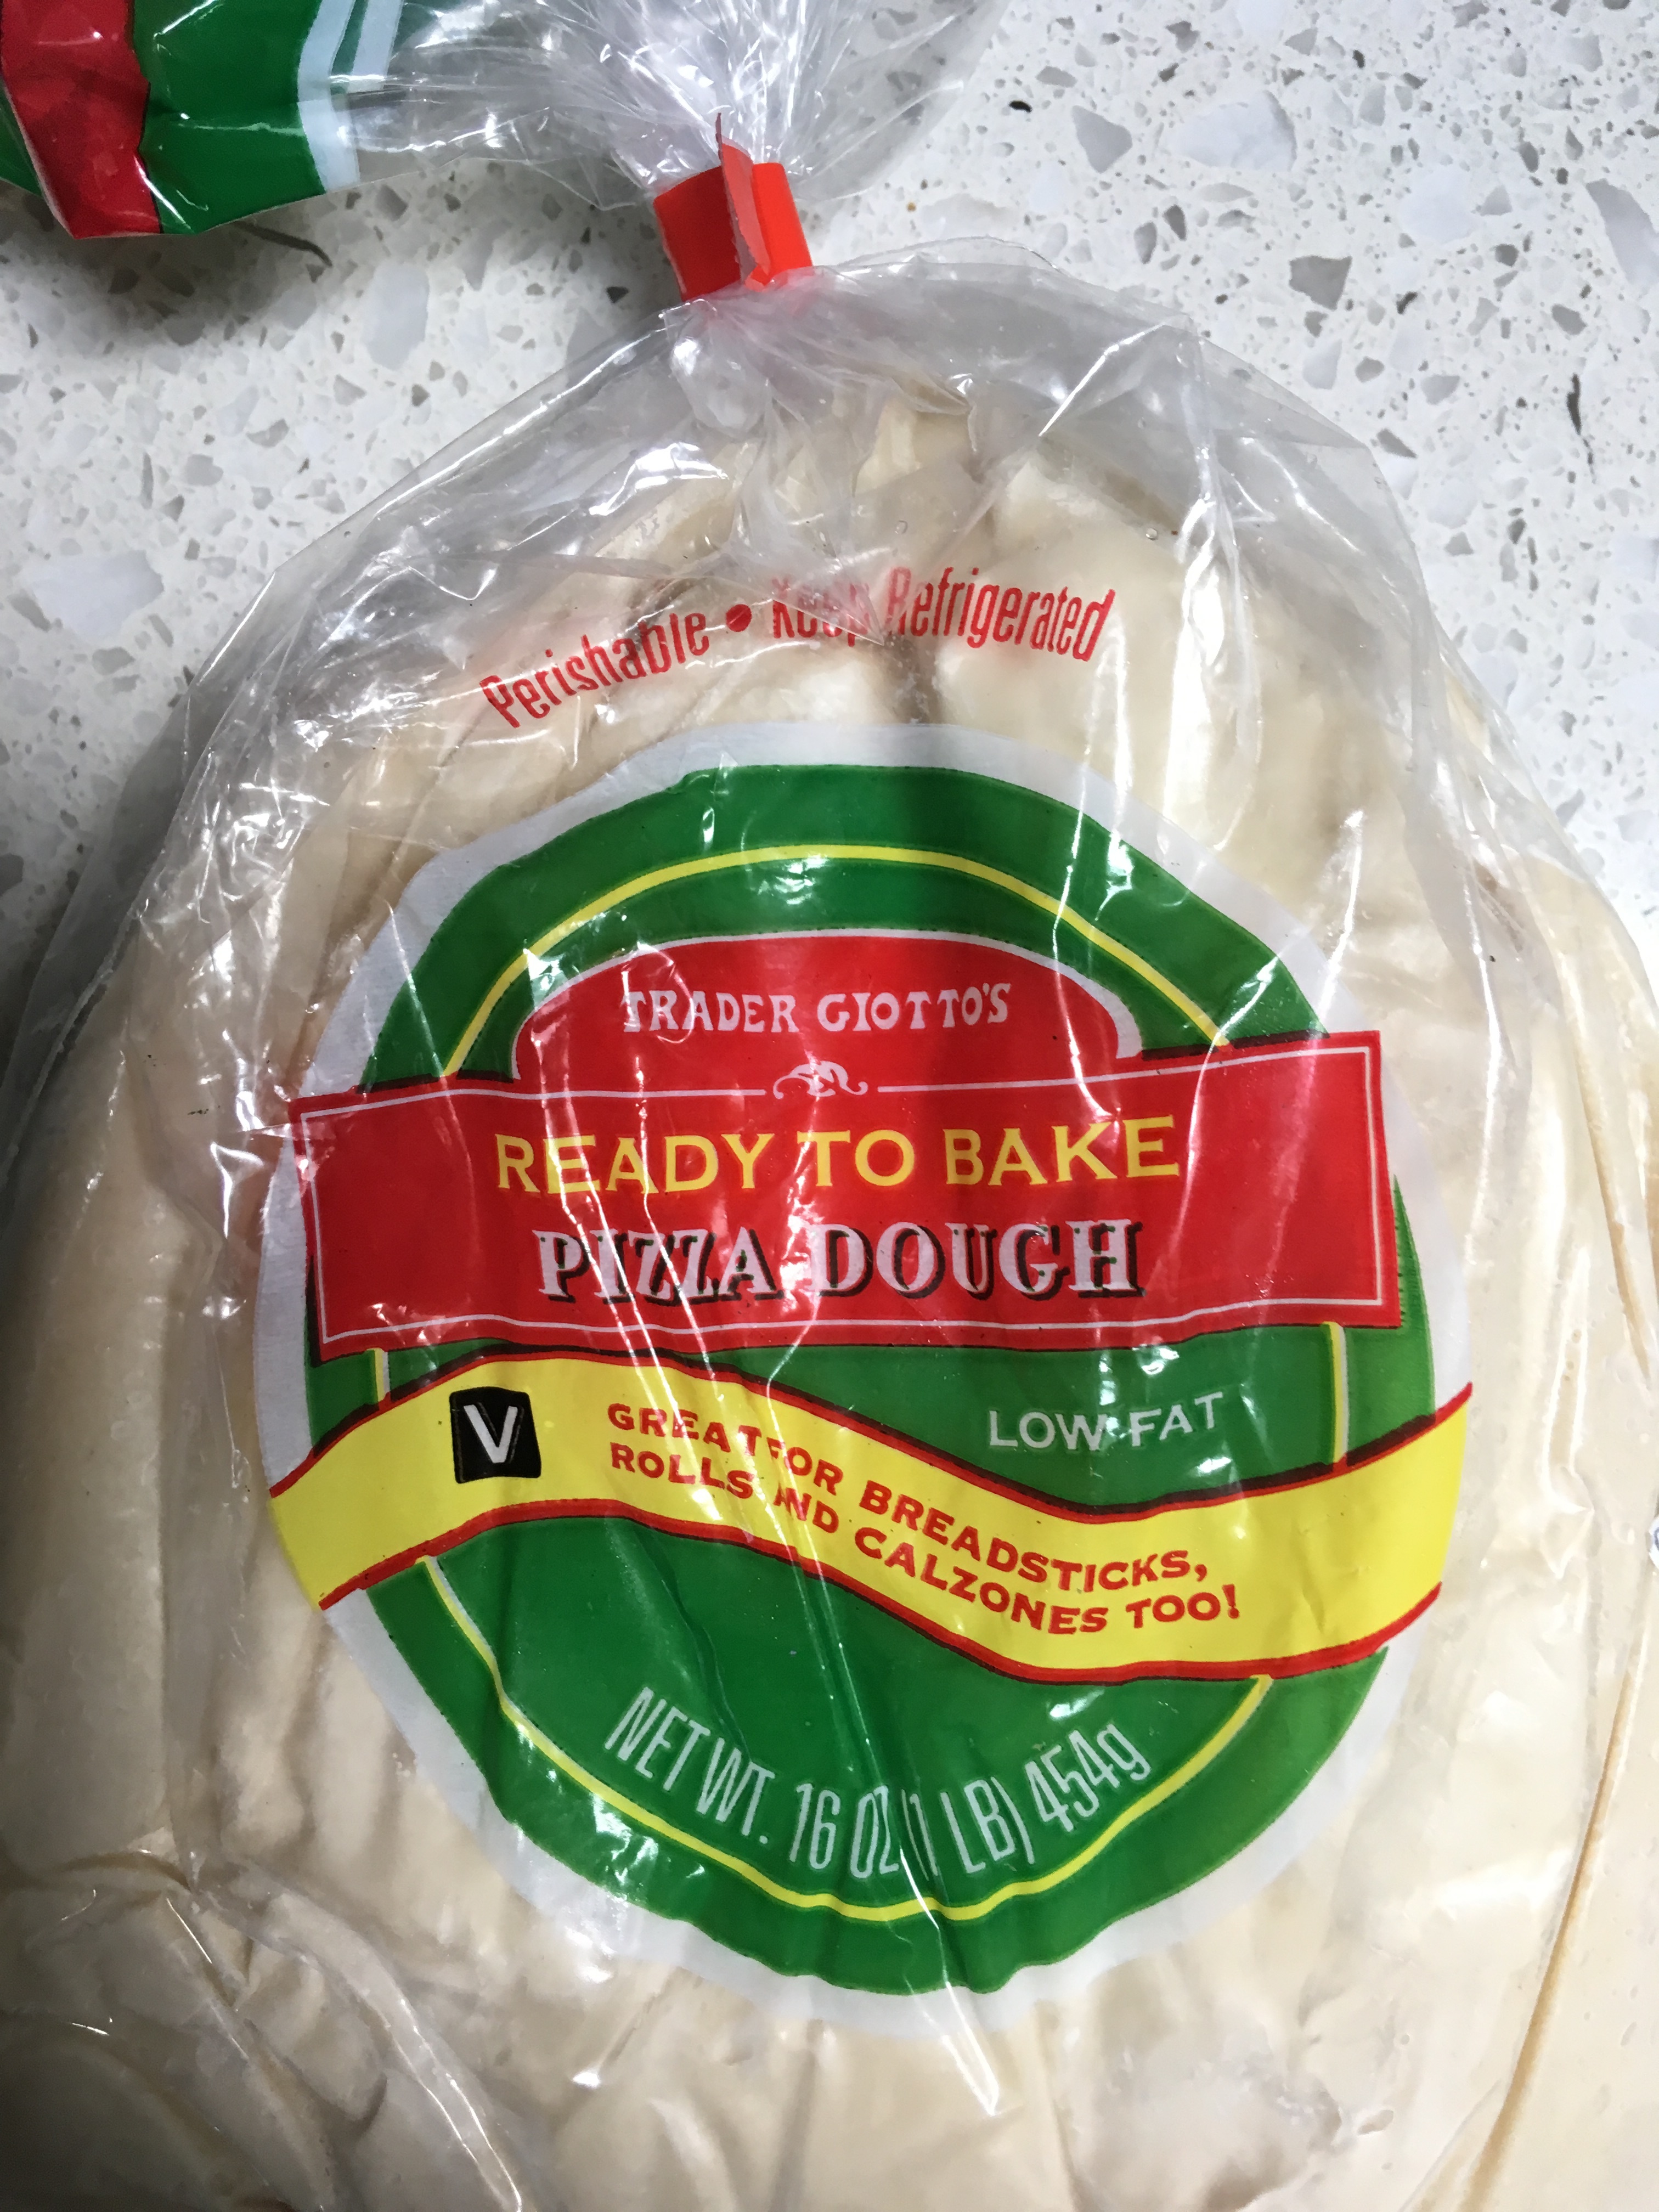 Perishable • Keep Refrigerated
TRADER GIOTTO'S
READY TO BAKE
PIZZA DOUGH
LOW FAT
V
GREAT FOR BREADSTICKS,
ROLLS AND CALZONES TOO!
NET WT. 16 OZ (1 LB) 454g